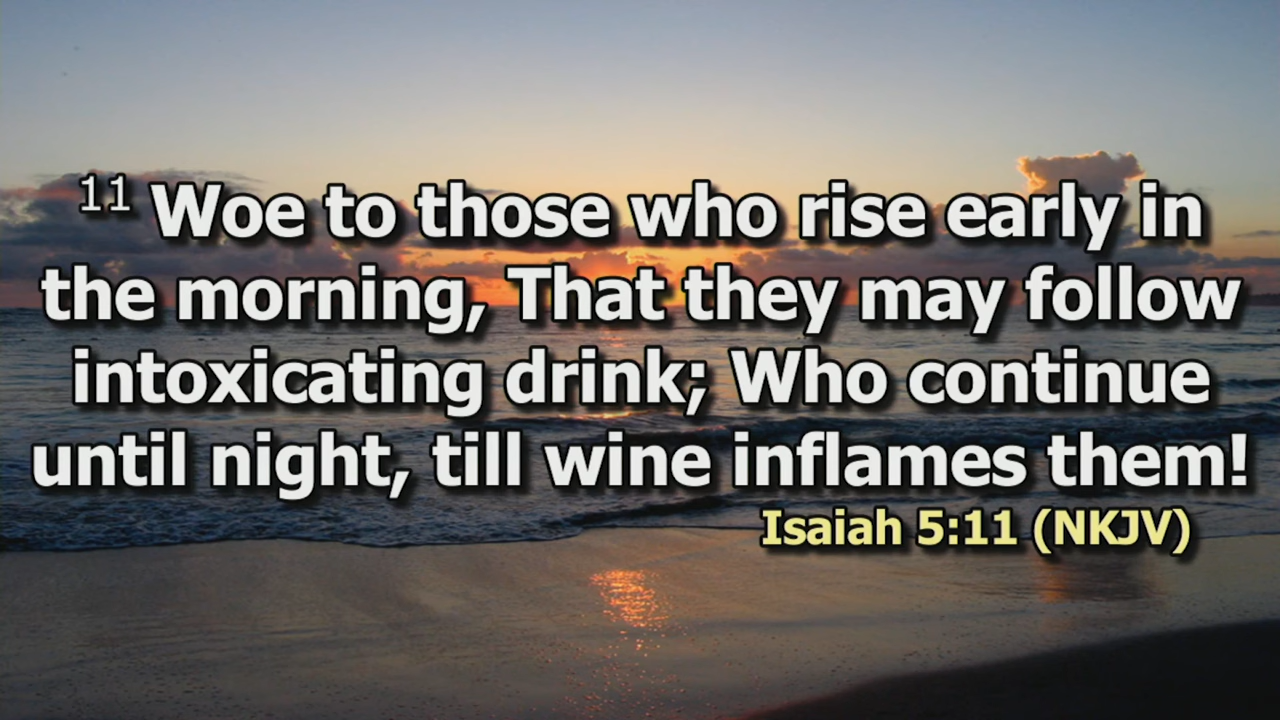 11 Woe to those who rise early in
the morning, That they may follow
intoxicating drink; Who continue
until night, till wine inflames them!
Isaiah 5:11 (NKJV)